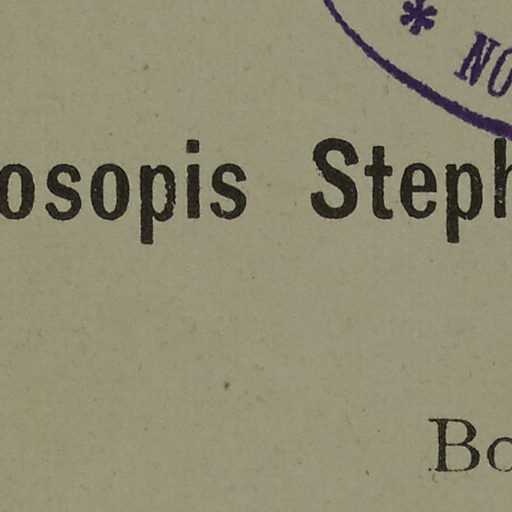 * NO
osopis Steph
Bo